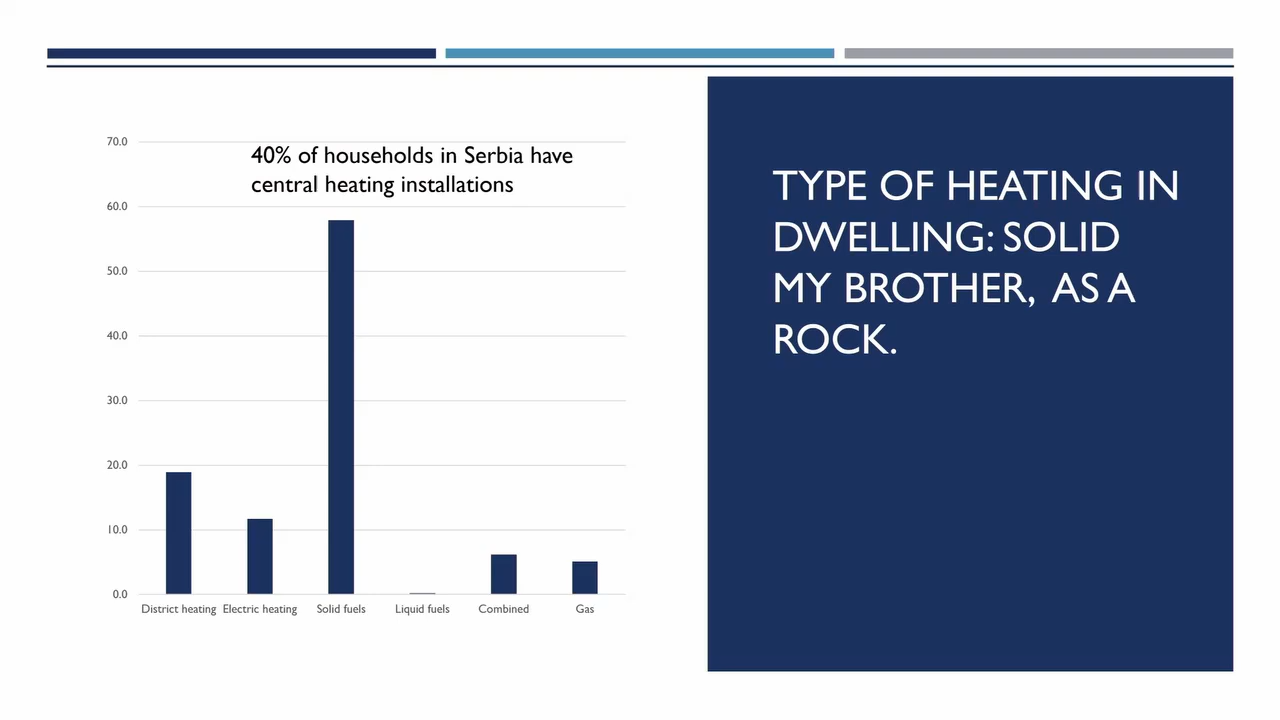 40% of households in Serbia have
central heating installations
70.0
60.0
50.0
40.0
30.0
20.0
10.0
0.0
District heating Electric heating Solid fuels Liquid fuels Combined Gas
TYPE OF HEATING IN
DWELLING: SOLID
MY BROTHER, AS A
ROCK.